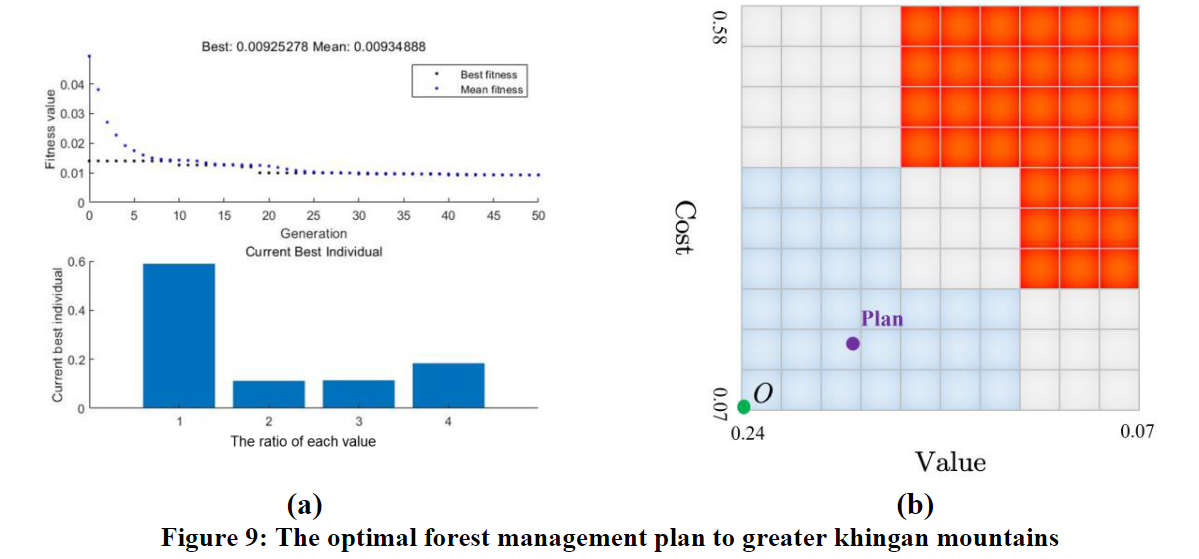 Best: 0.00925278 Mean: 0.00934888
Best fitness
Mean fitness
Fitness value
0.04
0.03
0.02
0.01
0
0 5 10 15 20 25 30 35 40 45 50
Generation
Current Best Individual
Current best individual
0.6
0.4
0.2
0
1 2 3 4
The ratio of each value
(a)
0.58
Cost
Plan
0.07
O
0.24 0.07
Value
(b)
Figure 9: The optimal forest management plan to greater khingan mountains